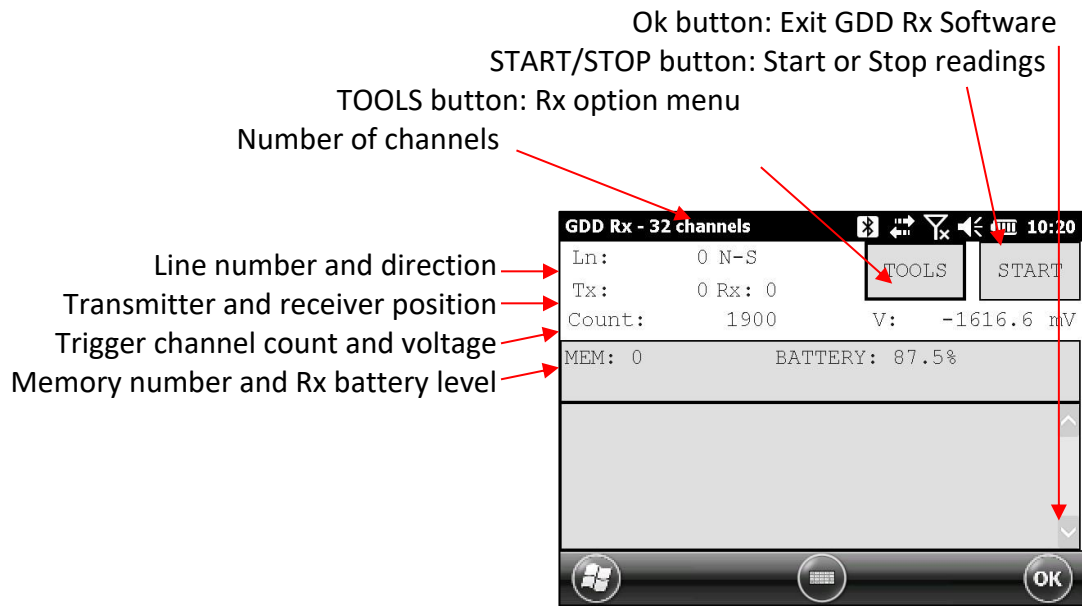 Ok button: Exit GDD Rx Software
START/STOP button: Start or Stop readings
TOOLS button: Rx option menu
Number of channels
GDD Rx - 32 channels 10:20
Line number and direction
Ln: 0 N-S TOOLS START
Transmitter and receiver position
Tx: 0 Rx: 0
Trigger channel count and voltage
Count: 1900 V: -1616.6 mV
Memory number and Rx battery level
MEM: 0 BATTERY: 87.5%
OK